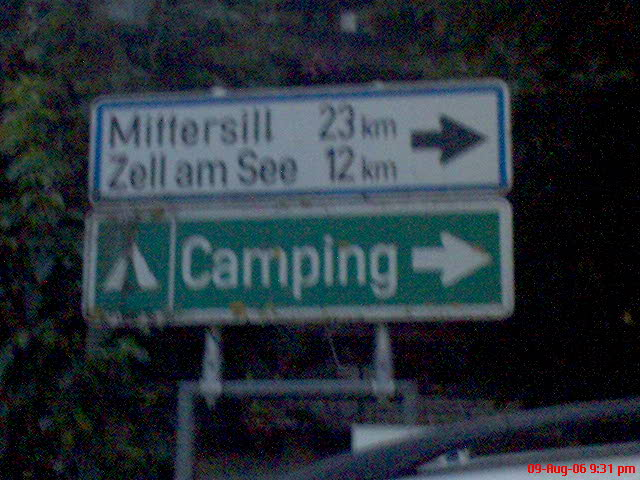 Mittersill 23 km
Zell am See 12 km
Camping
09-Aug-06 9:31 pm